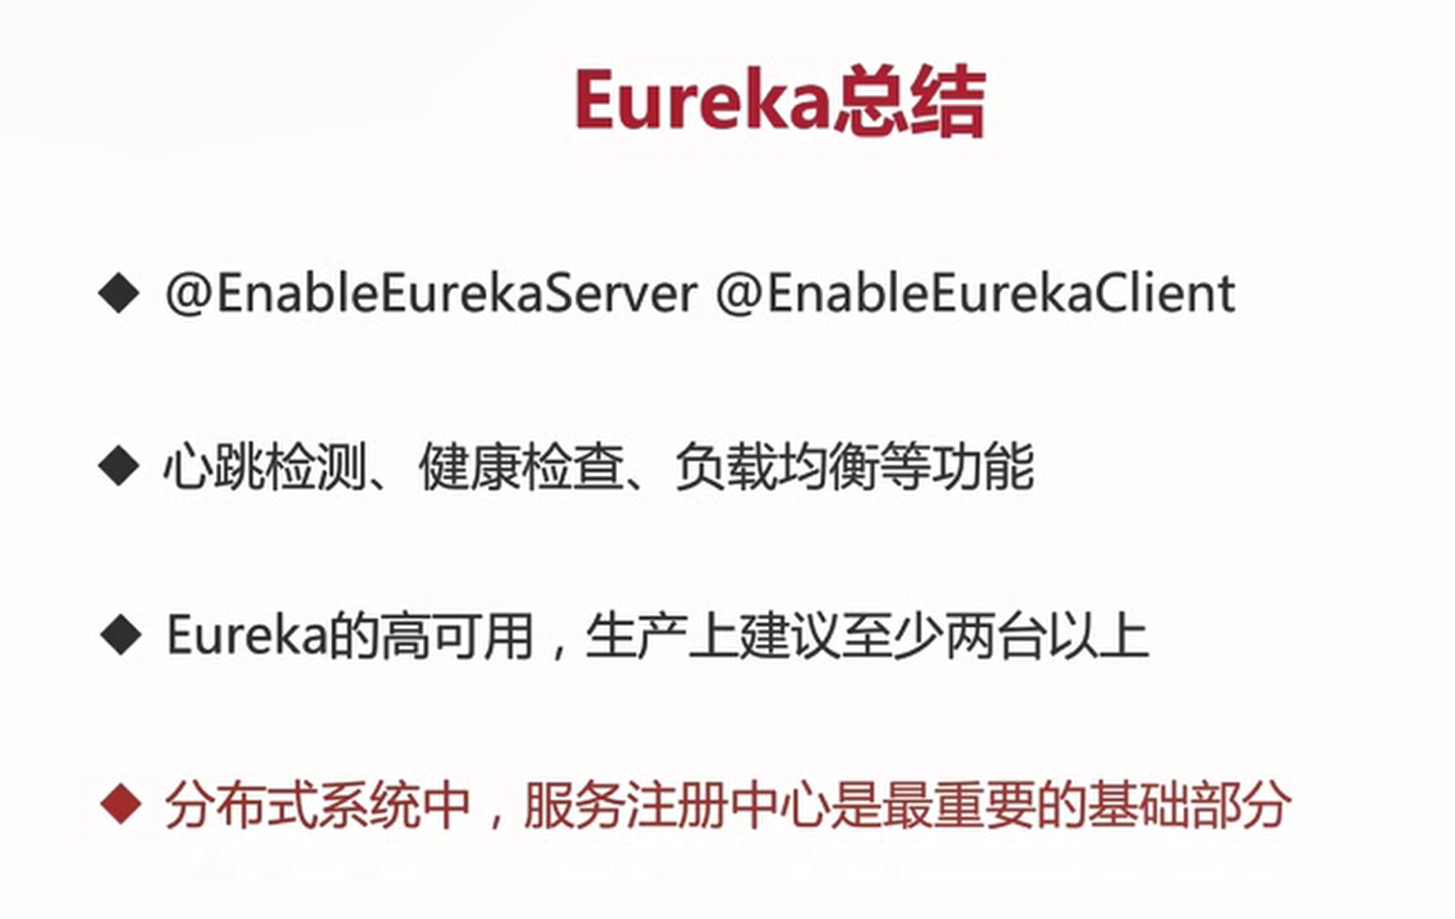 Eureka总结
◆ @EnableEurekaServer @EnableEurekaClient
◆ 心跳检测、健康检查、负载均衡等功能
◆ Eureka的高可用，生产上建议至少两台以上
◆ 分布式系统中，服务注册中心是最重要的基础部分